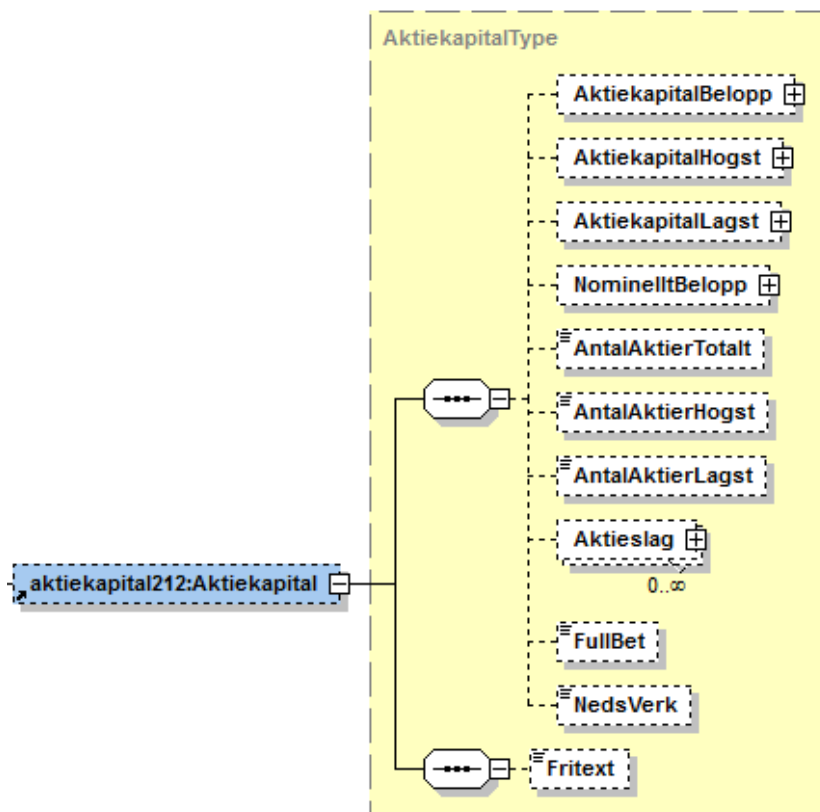 AktiekapitalType
AktiekapitalBelopp
AktiekapitalHogst
AktiekapitalLagst
NominelltBelopp
AntalAktierTotalt
AntalAktierHogst
AntalAktierLagst
Aktieslag
0..∞
aktiekapital212:Aktiekapital
FullBet
NedsVerk
Fritext